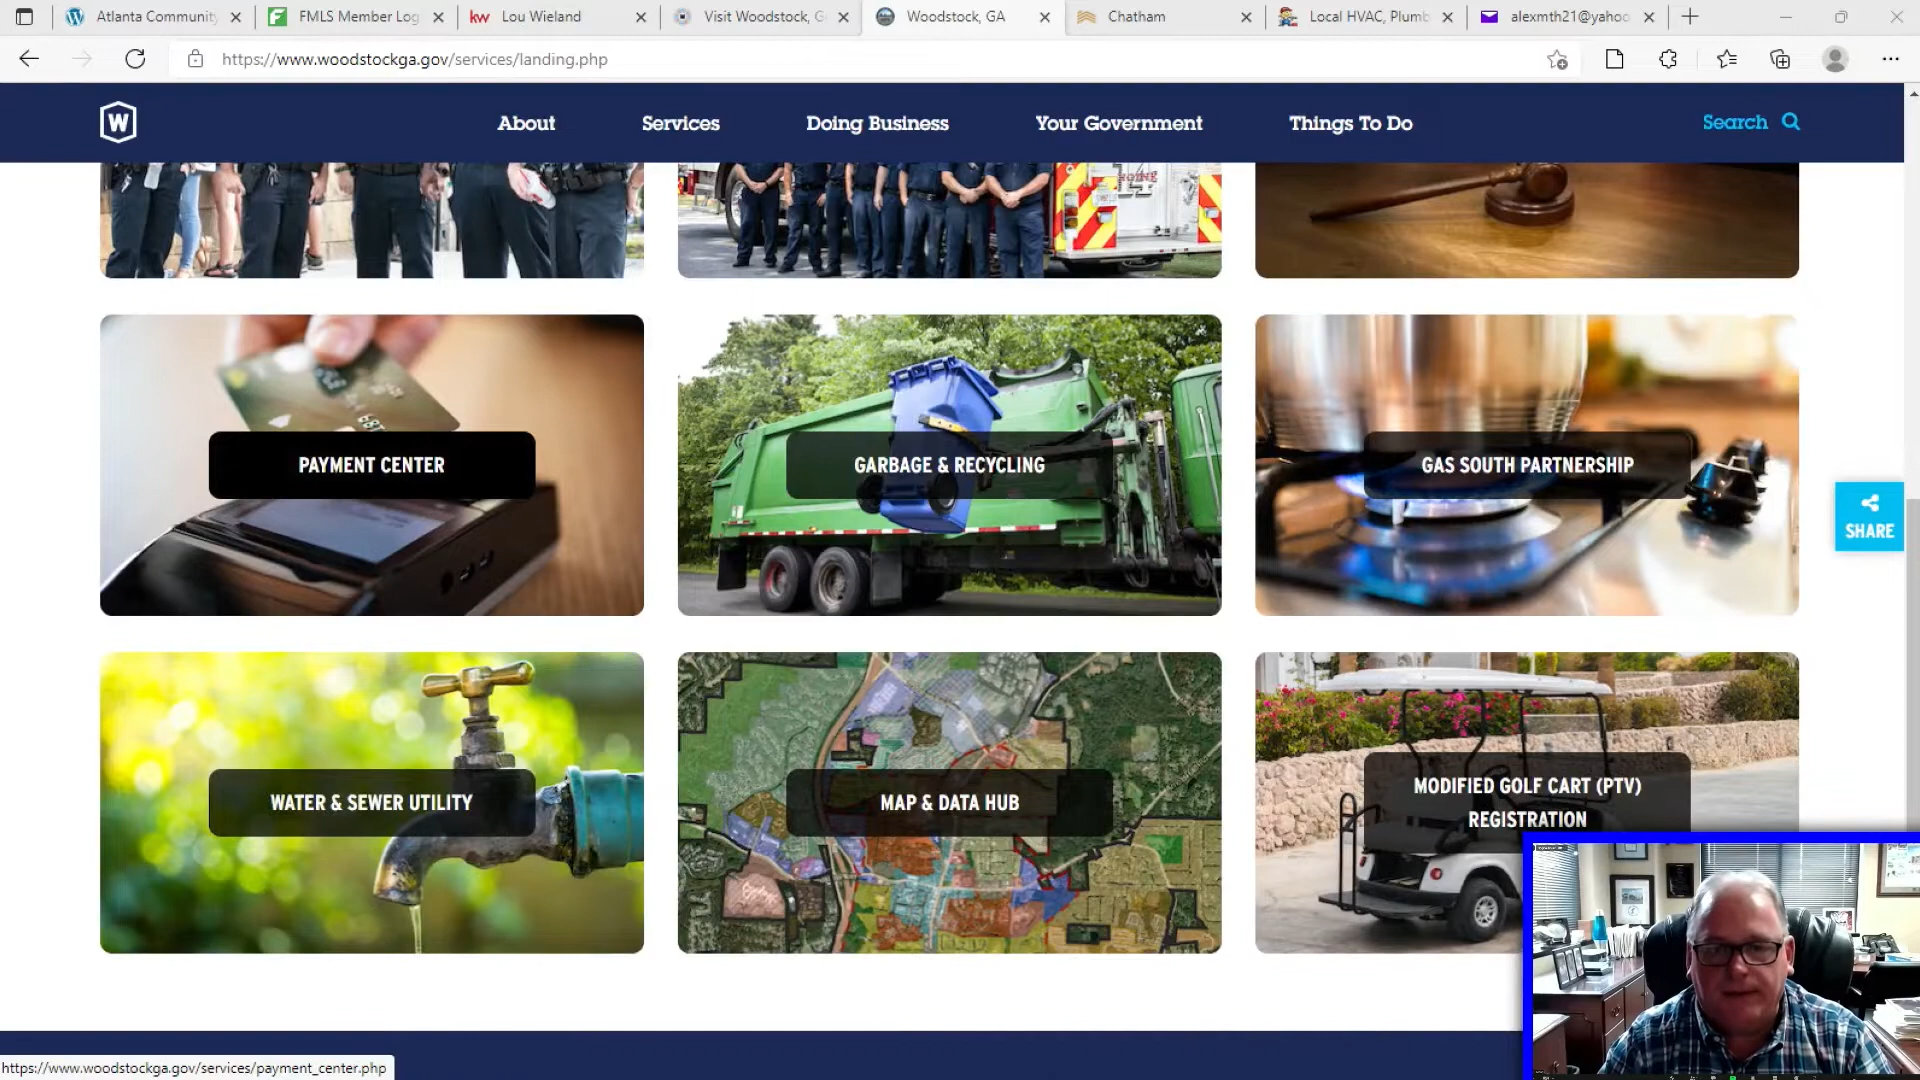 Atlanta Community
FMLS Member Log
kw Lou Wieland
Visit Woodstock, G
Woodstock, GA
Chatham
Local HVAC, Plumb
alexmth21@yahoo
https://www.woodstockga.gov/services/landing.php
W
About
Services
Doing Business
Your Government
Things To Do
Search
PAYMENT CENTER
GARBAGE & RECYCLING
GAS SOUTH PARTNERSHIP
SHARE
WATER & SEWER UTILITY
MAP & DATA HUB
MODIFIED GOLF CART (PTV)
REGISTRATION
https://www.woodstockga.gov/services/payment_center.php